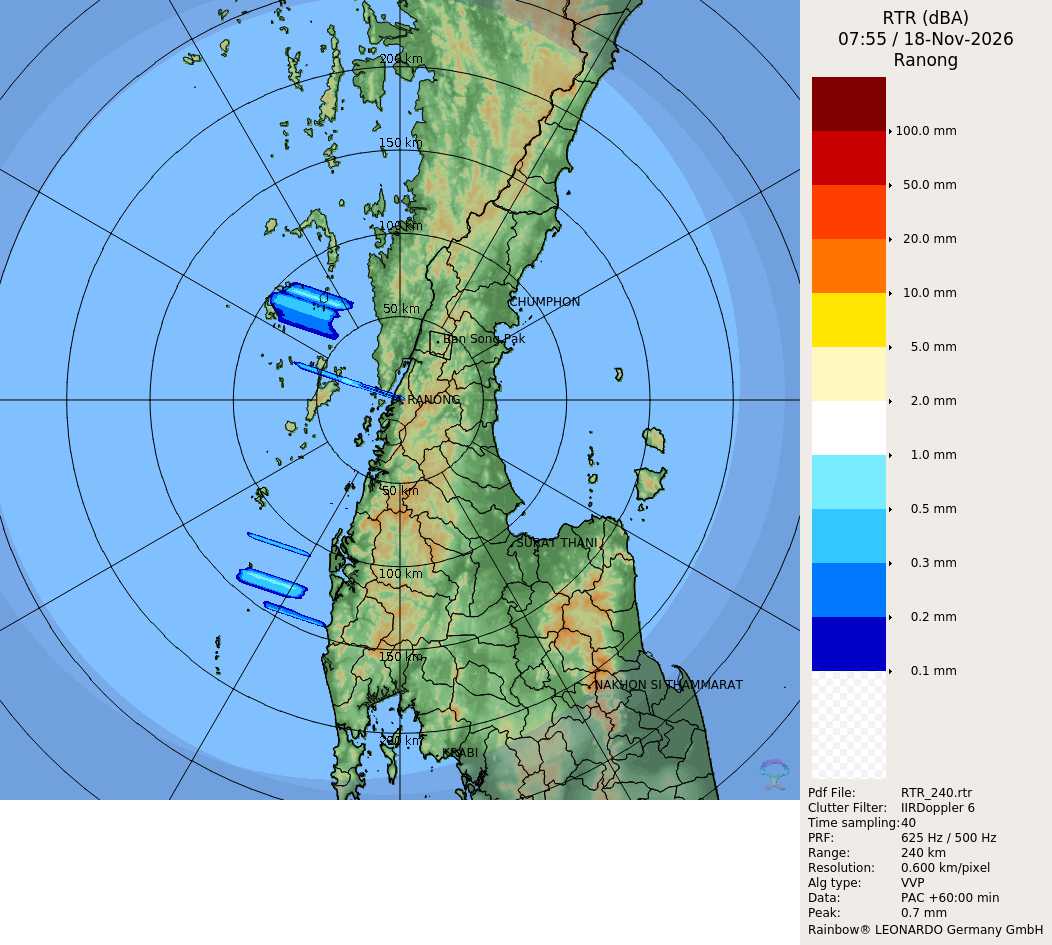 RTR (dBA)
07:55 / 18-Nov-2026
Ranong
200 km
150 km
100 km
50 km
CHUMPHON
Ban Song Pak
RANONG
50 km
SURAT THANI
100 km
150 km
NAKHON SI THAMMARAT
200 km
KRABI
100.0 mm
50.0 mm
20.0 mm
10.0 mm
5.0 mm
2.0 mm
1.0 mm
0.5 mm
0.3 mm
0.2 mm
0.1 mm
Pdf File: RTR_240.rtr
Clutter Filter: IIRDoppler 6
Time sampling: 40
PRF: 625 Hz / 500 Hz
Range: 240 km
Resolution: 0.600 km/pixel
Alg type: VVP
Data: PAC +60:00 min
Peak: 0.7 mm
Rainbow® LEONARDO Germany GmbH